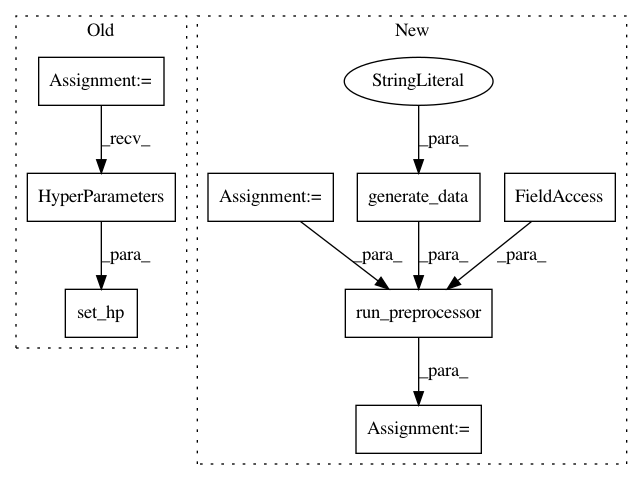 Old
New
Assignment:=
StringLiteral
_recv_
_para_
HyperParameters
Assignment:=
generate_data
FieldAccess
_para_
_para_
_para_
_para_
set_hp
run_preprocessor
_para_
Assignment:=